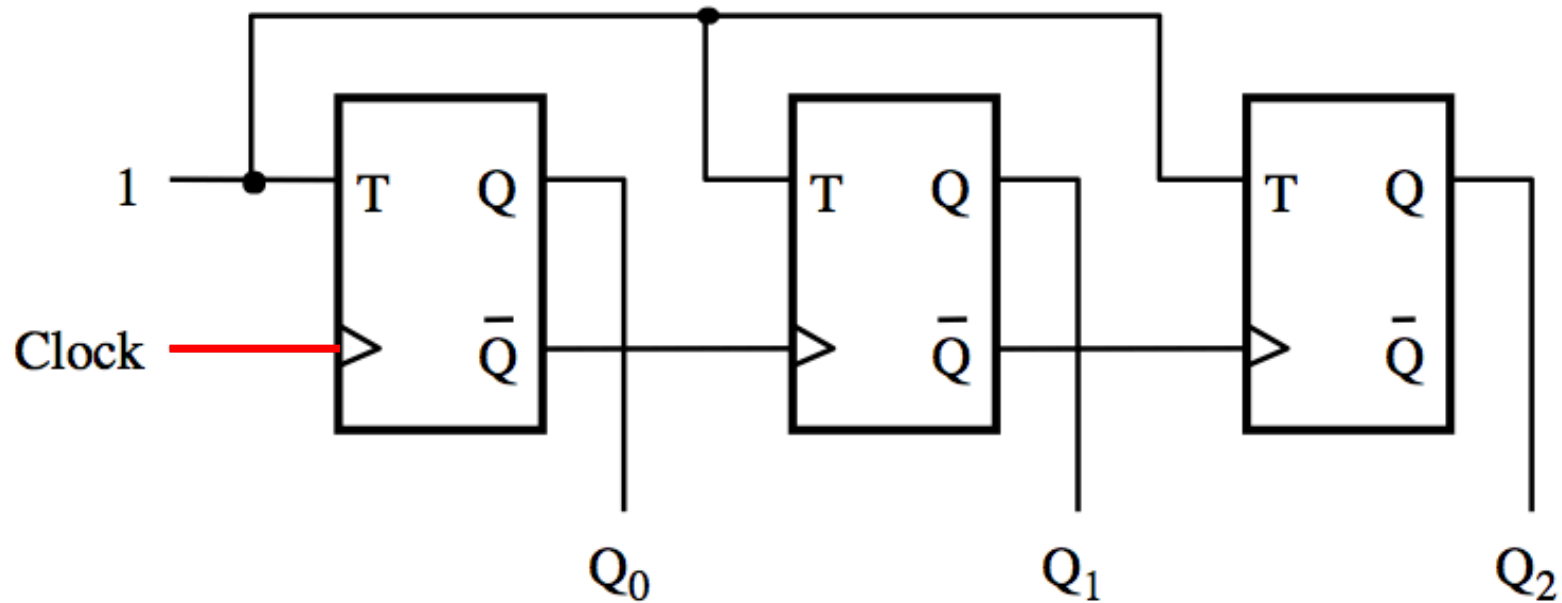 1 T Q T Q T Q
Clock Q̅ Q̅ Q̅
Q₀ Q₁ Q₂